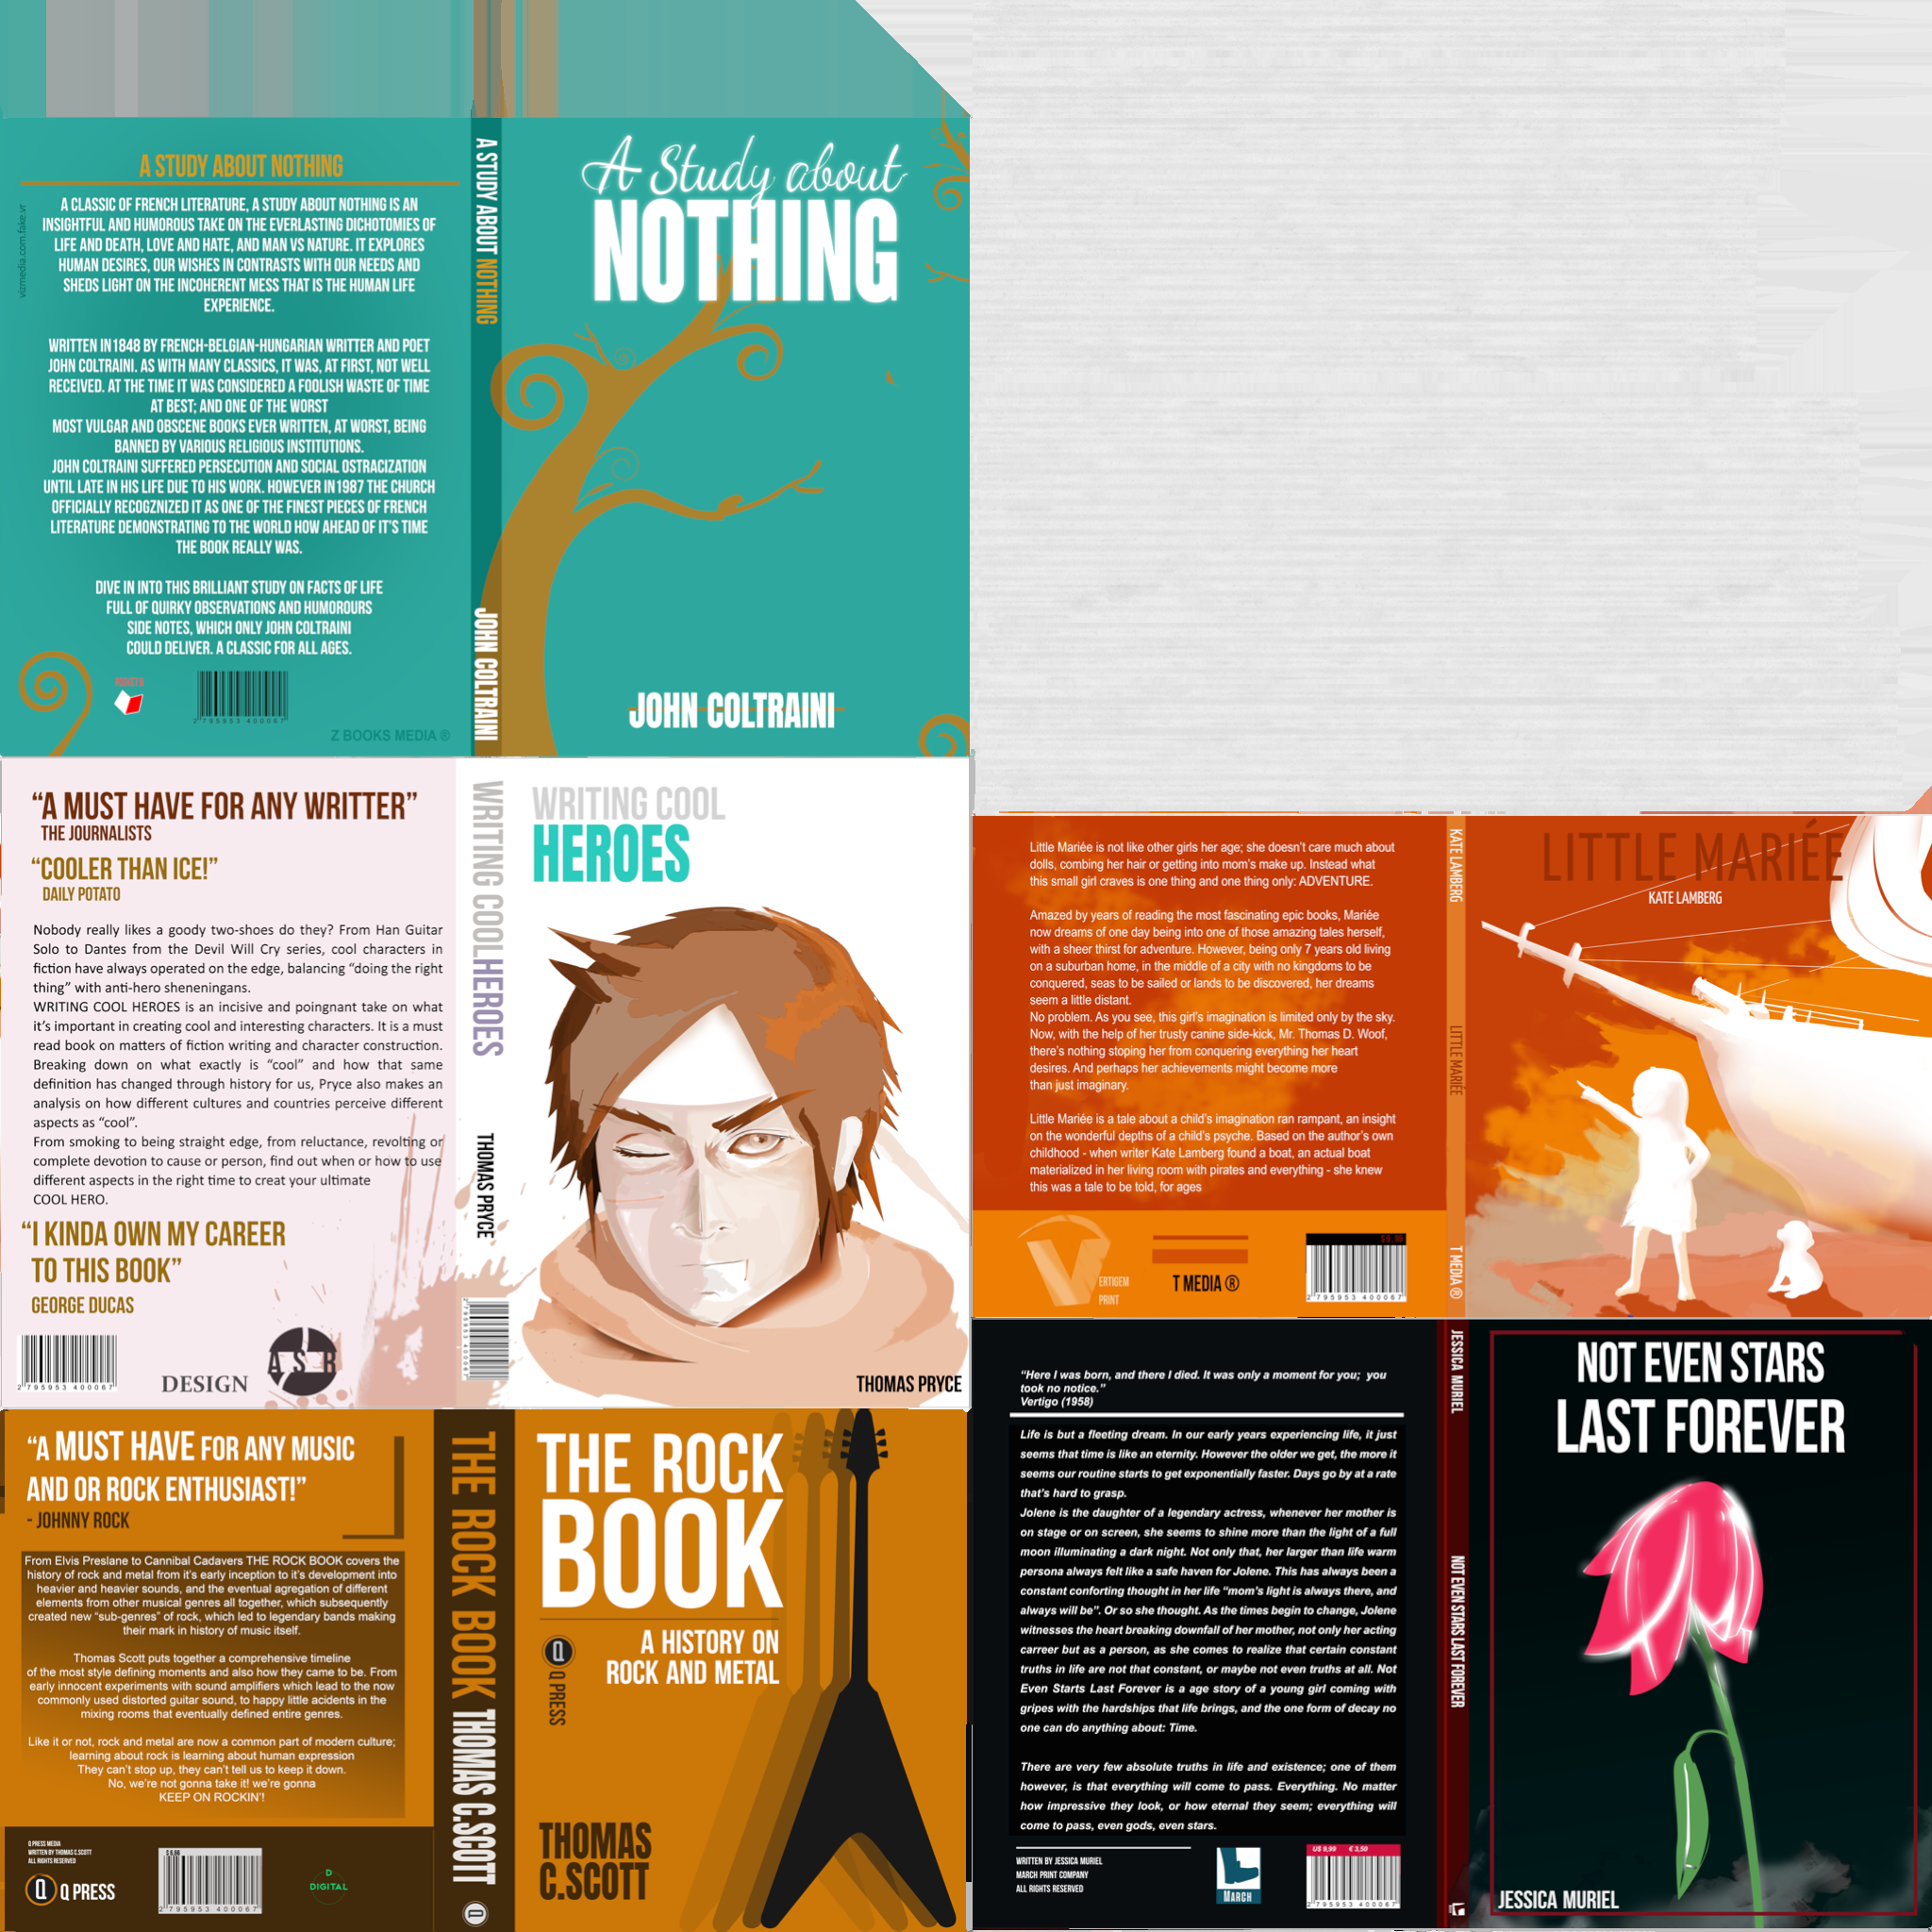 A STUDY ABOUT NOTHING
vizmedia.com.fake.vr
A CLASSIC OF FRENCH LITERATURE, A STUDY ABOUT NOTHING IS AN
INSIGHTFUL AND HUMOROUS TAKE ON THE EVERLASTING DICHOTOMIES OF
LIFE AND DEATH, LOVE AND HATE, AND MAN VS NATURE. IT EXPLORES
HUMAN DESIRES, OUR WISHES IN CONTRASTS WITH OUR NEEDS AND
SHEDS LIGHT ON THE INCOHERENT MESS THAT IS THE HUMAN LIFE
EXPERIENCE.
WRITTEN IN 1848 BY FRENCH-BELGIAN-HUNGARIAN WRITTER AND POET
JOHN COLTRAINI. AS WITH MANY CLASSICS, IT WAS, AT FIRST, NOT WELL
RECEIVED. AT THE TIME IT WAS CONSIDERED A FOOLISH WASTE OF TIME
AT BEST; AND ONE OF THE WORST
MOST VULGAR AND OBSCENE BOOKS EVER WRITTEN, AT WORST, BEING
BANNED BY VARIOUS RELIGIOUS INSTITUTIONS.
JOHN COLTRAINI SUFFERED PERSECUTION AND SOCIAL OSTRACIZATION
UNTIL LATE IN HIS LIFE DUE TO HIS WORK. HOWEVER IN 1987 THE CHURCH
OFFICIALLY RECOGZNIZED IT AS ONE OF THE FINEST PIECES OF FRENCH
LITERATURE DEMONSTRATING TO THE WORLD HOW AHEAD OF IT'S TIME
THE BOOK REALLY WAS.
DIVE IN INTO THIS BRILLIANT STUDY ON FACTS OF LIFE
FULL OF QUIRKY OBSERVATIONS AND HUMOROURS
SIDE NOTES, WHICH ONLY JOHN COLTRAINI
COULD DELIVER. A CLASSIC FOR ALL AGES.
2 795953 400067
Z BOOKS MEDIA ®
A STUDY ABOUT NOTHING
JOHN COLTRAINI
A Study about
NOTHING
JOHN COLTRAINI
“A MUST HAVE FOR ANY WRITTER”
THE JOURNALISTS
“COOLER THAN ICE!”
DAILY POTATO
Nobody really likes a goody two-shoes do they? From Han Guitar
Solo to Dantes from the Devil Will Cry series, cool characters in
fiction have always operated on the edge, balancing “doing the right
thing” with anti-hero sheneningans.
WRITING COOL HEROES is an incisive and poingnant take on what
it’s important in creating cool and interesting characters. It is a must
read book on matters of fiction writing and character construction.
Breaking down on what exactly is “cool” and how that same
definition has changed through history for us, Pryce also makes an
analysis on how different cultures and countries perceive different
aspects as “cool”.
From smoking to being straight edge, from reluctance, revolting or
complete devotion to cause or person, find out when or how to use
different aspects in the right time to creat your ultimate
COOL HERO.
“I KINDA OWN MY CAREER
TO THIS BOOK”
GEORGE DUCAS
2 795953 400067
DESIGN
A S R
WRITING COOL HEROES
THOMAS PRYCE
2 795953 40006
WRITING COOL
HEROES
THOMAS PRYCE
“A MUST HAVE FOR ANY MUSIC
AND OR ROCK ENTHUSIAST!”
- JOHNNY ROCK
From Elvis Preslane to Cannibal Cadavers THE ROCK BOOK covers the
history of rock and metal from it’s early inception to it’s development into
heavier and heavier sounds, and the eventual agregation of different
elements from other musical genres all together, which subsequently
created new “sub-genres” of rock, which led to legendary bands making
their mark in history of music itself.
Thomas Scott puts together a comprehensive timeline
of the most style defining moments and also how they came to be. From
early innocent experiments with sound amplifiers which lead to the now
commonly used distorted guitar sound, to happy little acidents in the
mixing rooms that eventually defined entire genres.
Like it or not, rock and metal are now a common part of modern culture;
learning about rock is learning about human expression
They can’t stop up, they can’t tell us to keep it down.
No, we’re not gonna take it! we’re gonna
KEEP ON ROCKIN’!
Q PRESS MEDIA
WRITTEN BY THOMAS C.SCOTT
ALL RIGHTS RESERVED
Q Q PRESS
2 795953 400067
D
DIGITAL
THE ROCK BOOK THOMAS C.SCOTT
Q
THE ROCK
BOOK
A HISTORY ON
ROCK AND METAL
Q Q PRESS
THOMAS
C.SCOTT
Little Mariée is not like other girls her age; she doesn’t care much about
dolls, combing her hair or getting into mom’s make up. Instead what
this small girl craves is one thing and one thing only: ADVENTURE.
Amazed by years of reading the most fascinating epic books, Mariée
now dreams of one day being into one of those amazing tales herself,
with a sheer thirst for adventure. However, being only 7 years old living
on a suburban home, in the middle of a city with no kingdoms to be
conquered, seas to be sailed or lands to be discovered, her dreams
seem a little distant.
No problem. As you see, this girl’s imagination is limited only by the sky.
Now, with the help of her trusty canine side-kick, Mr. Thomas D. Woof,
there’s nothing stoping her from conquering everything her heart
desires. And perhaps her achievements might become more
than just imaginary.
Little Mariée is a tale about a child’s imagination ran rampant, an insight
on the wonderful depths of a child’s psyche. Based on the author’s own
childhood - when writer Kate Lamberg found a boat, an actual boat
materialized in her living room with pirates and everything - she knew
this was a tale to be told, for ages
V ERTIGEM
PRINT
T MEDIA ®
2 795953 400067
KATE LAMBERG
LITTLE MARIÉE
T MEDIA ®
LITTLE MARIÉE
KATE LAMBERG
“Here I was born, and there I died. It was only a moment for you; you
took no notice.”
Vertigo (1958)
Life is but a fleeting dream. In our early years experiencing life, it just
seems that time is like an eternity. However the older we get, the more it
seems our routine starts to get exponentially faster. Days go by at a rate
that’s hard to grasp.
Jolene is the daughter of a legendary actress, whenever her mother is
on stage or on screen, she seems to shine more than the light of a full
moon illuminating a dark night. Not only that, her larger than life warm
persona always felt like a safe haven for Jolene. This has always been a
constant conforting thought in her life “mom’s light is always there, and
always will be”. Or so she thought. As the times begin to change, Jolene
witnesses the heart breaking downfall of her mother, not only her acting
carreer but as a person, as she comes to realize that certain constant
truths in life are not that constant, or maybe not even truths at all. Not
Even Starts Last Forever is a age story of a young girl coming with
gripes with the hardships that life brings, and the one form of decay no
one can do anything about: Time.
There are very few absolute truths in life and existence; one of them
however, is that everything will come to pass. Everything. No matter
how impressive they look, or how eternal they seem; everything will
come to pass, even gods, even stars.
WRITTEN BY JESSICA MURIEL
MARCH PRINT COMPANY
ALL RIGHTS RESERVED
MARCH
US 9,99 € 3,50
2 795953 400067
JESSICA MURIEL
NOT EVEN STARS LAST FOREVER
NOT EVEN STARS
LAST FOREVER
JESSICA MURIEL